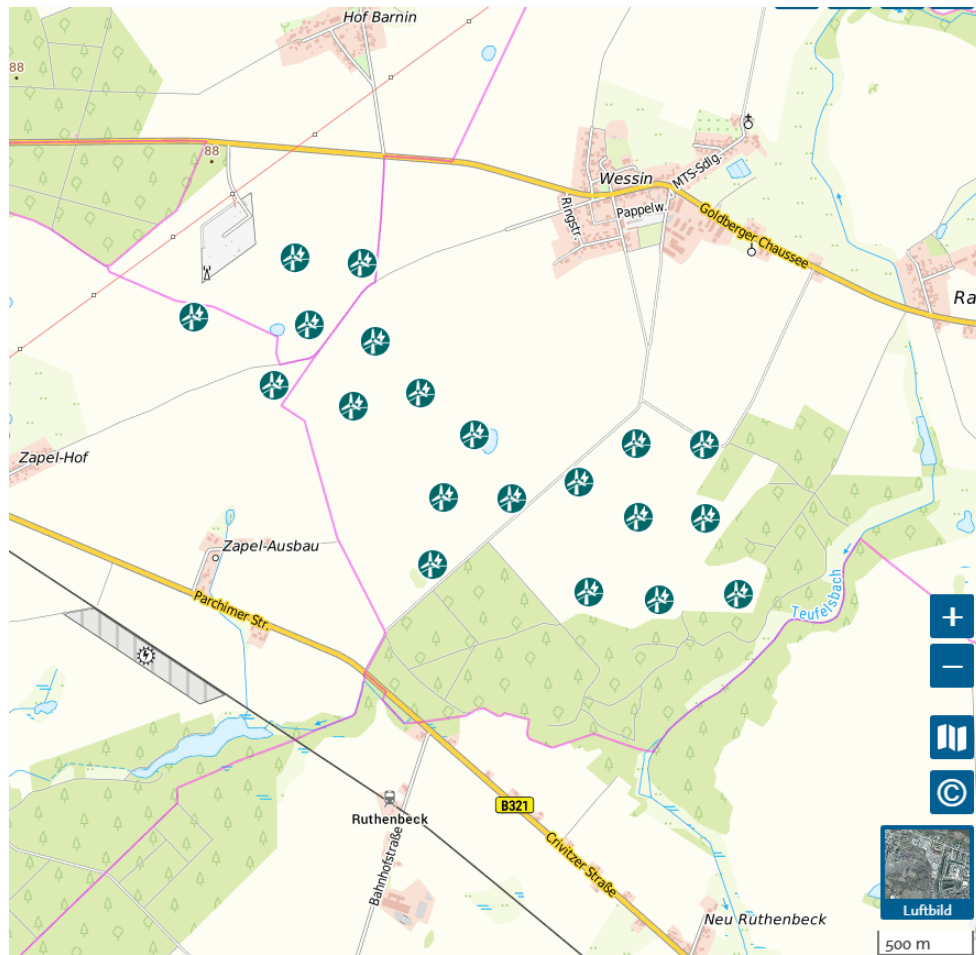 Hof Barnin
88
88
Wessin
MTS-Sdlg.
Ringstr.
Pappelw.
Goldberger Chaussee
Ra
Zapel-Hof
Zapel-Ausbau
Parchimer Str.
Teufelsbach
+
−
©
B321
Ruthenbeck
Bahnhofstraße
Crivitzer Straße
Luftbild
Neu Ruthenbeck
500 m